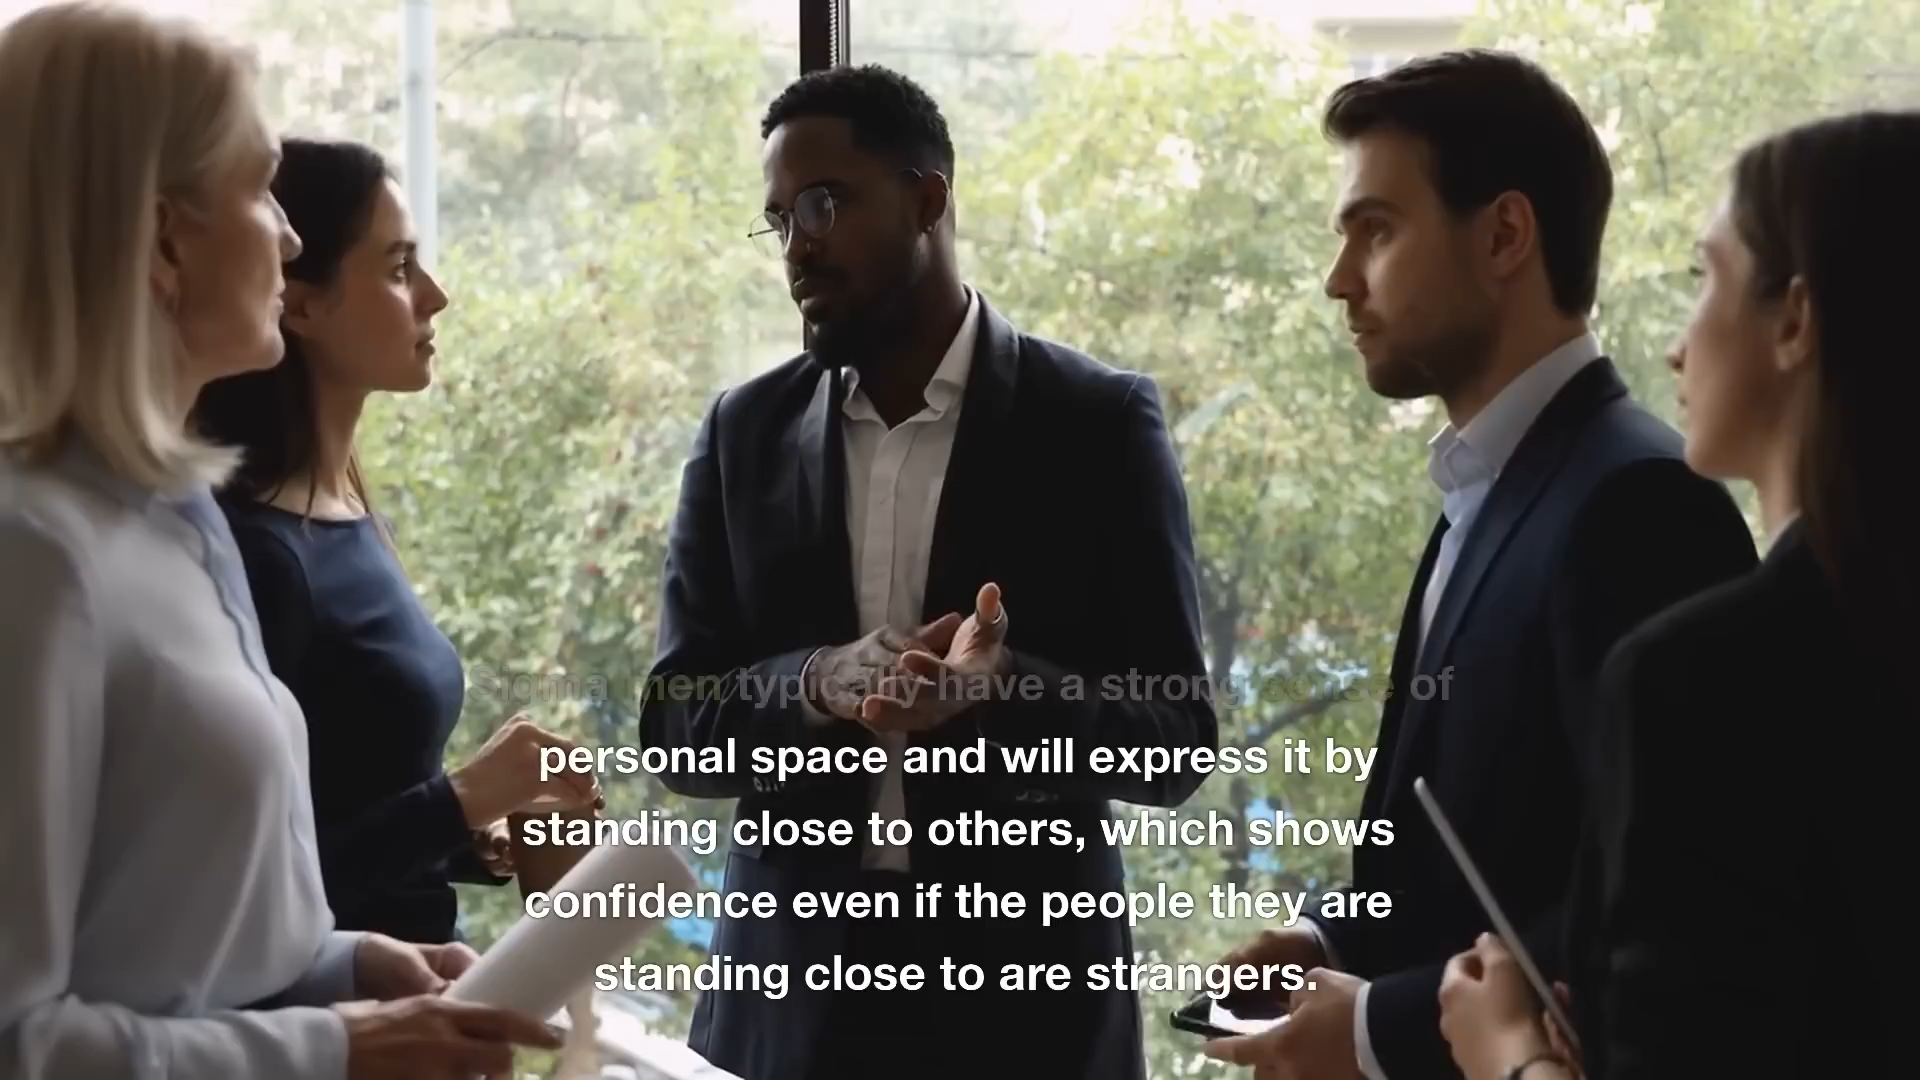 Sigma men typically have a strong sense of
personal space and will express it by
standing close to others, which shows
confidence even if the people they are
standing close to are strangers.